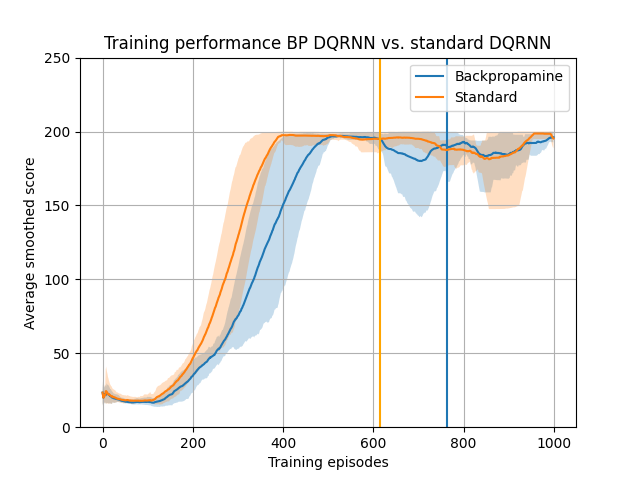 Training performance BP DQRNN vs. standard DQRNN
Average smoothed score
250
200
150
100
50
0
Backpropamine
Standard
0 200 400 600 800 1000
Training episodes